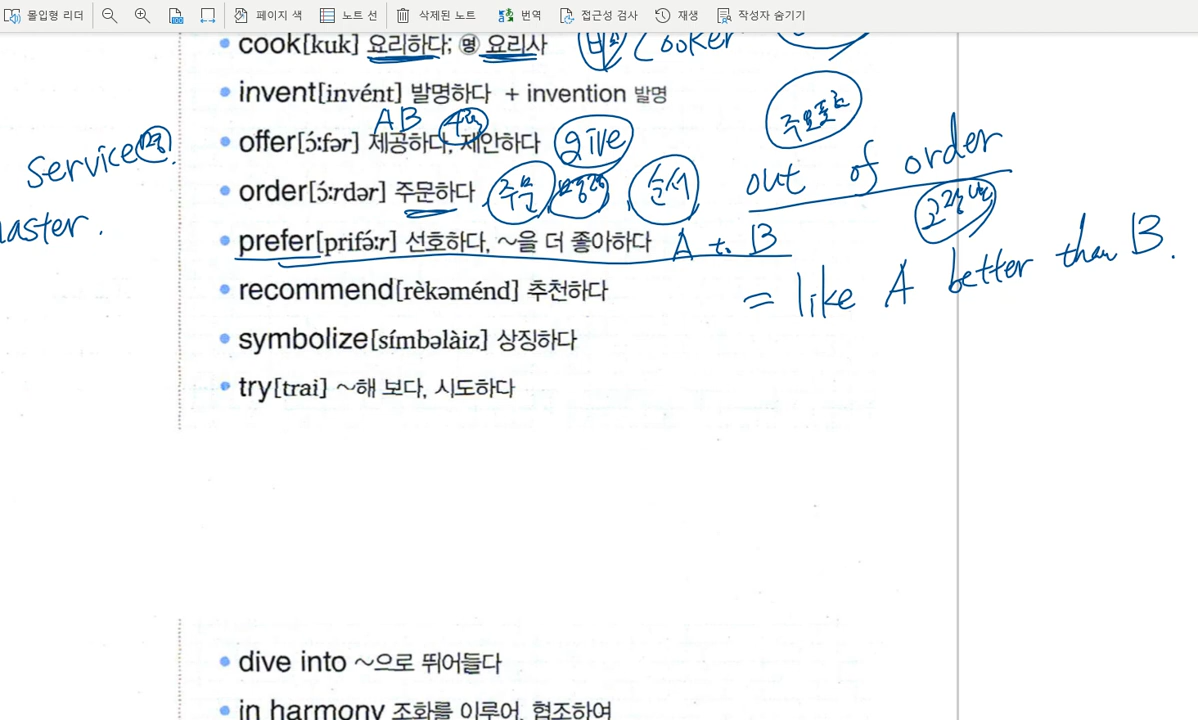 몰입형 리더 페이지 색 노트 선 삭제된 노트 번역 접근성 검사 재생 작성자 숨기기
cook[kuk] 요리하다; 명 요리사 cooker
invent[invént] 발명하다 + invention 발명
주요표현
AB 4형
offer[ɔ́:fər] 제공하다, 제안하다 give
service
out of order
order[ɔ́:rdər] 주문하다 주문, 순서
aster.
prefer[prifə́:r] 선호하다, ～을 더 좋아하다 A to B
= like A better than B.
recommend[rèkəménd] 추천하다
symbolize[símbəlàiz] 상징하다
try[trai] ～해 보다, 시도하다
dive into ～으로 뛰어들다
in harmony 조화를 이루어, 협조하여